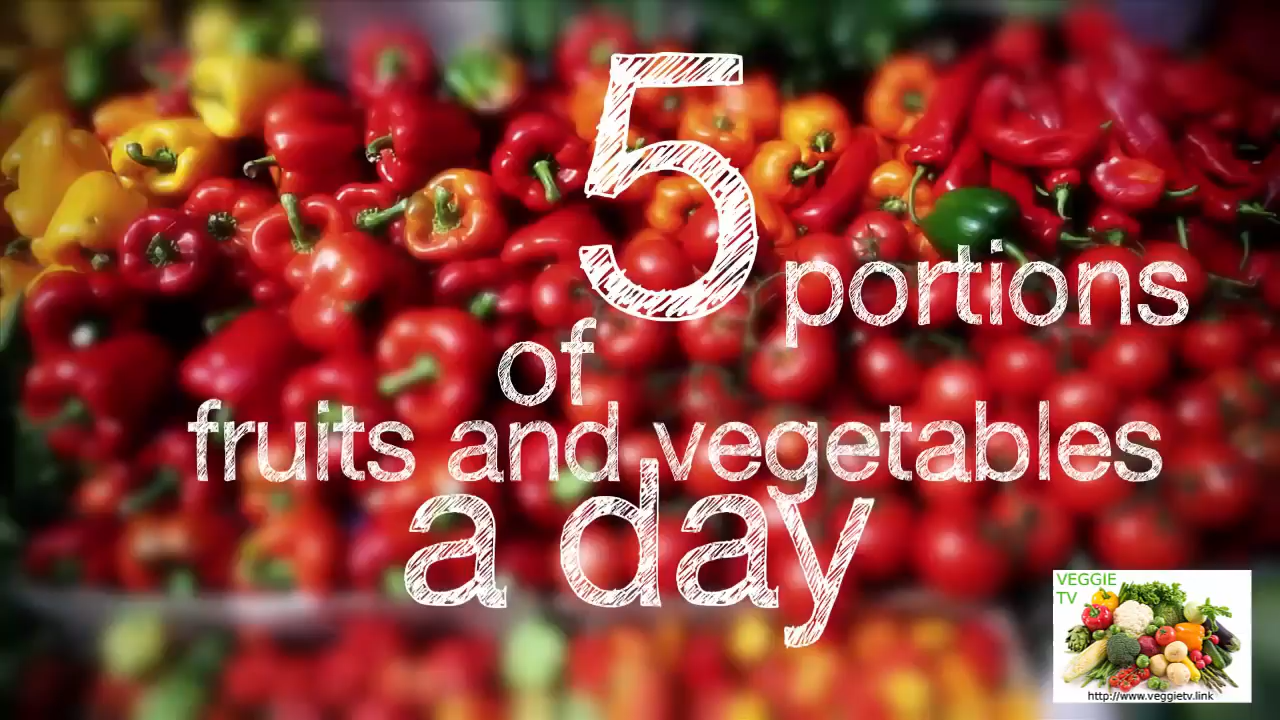 5 portions
of
fruits and vegetables
a day
VEGGIE
TV
http://www.veggietv.link